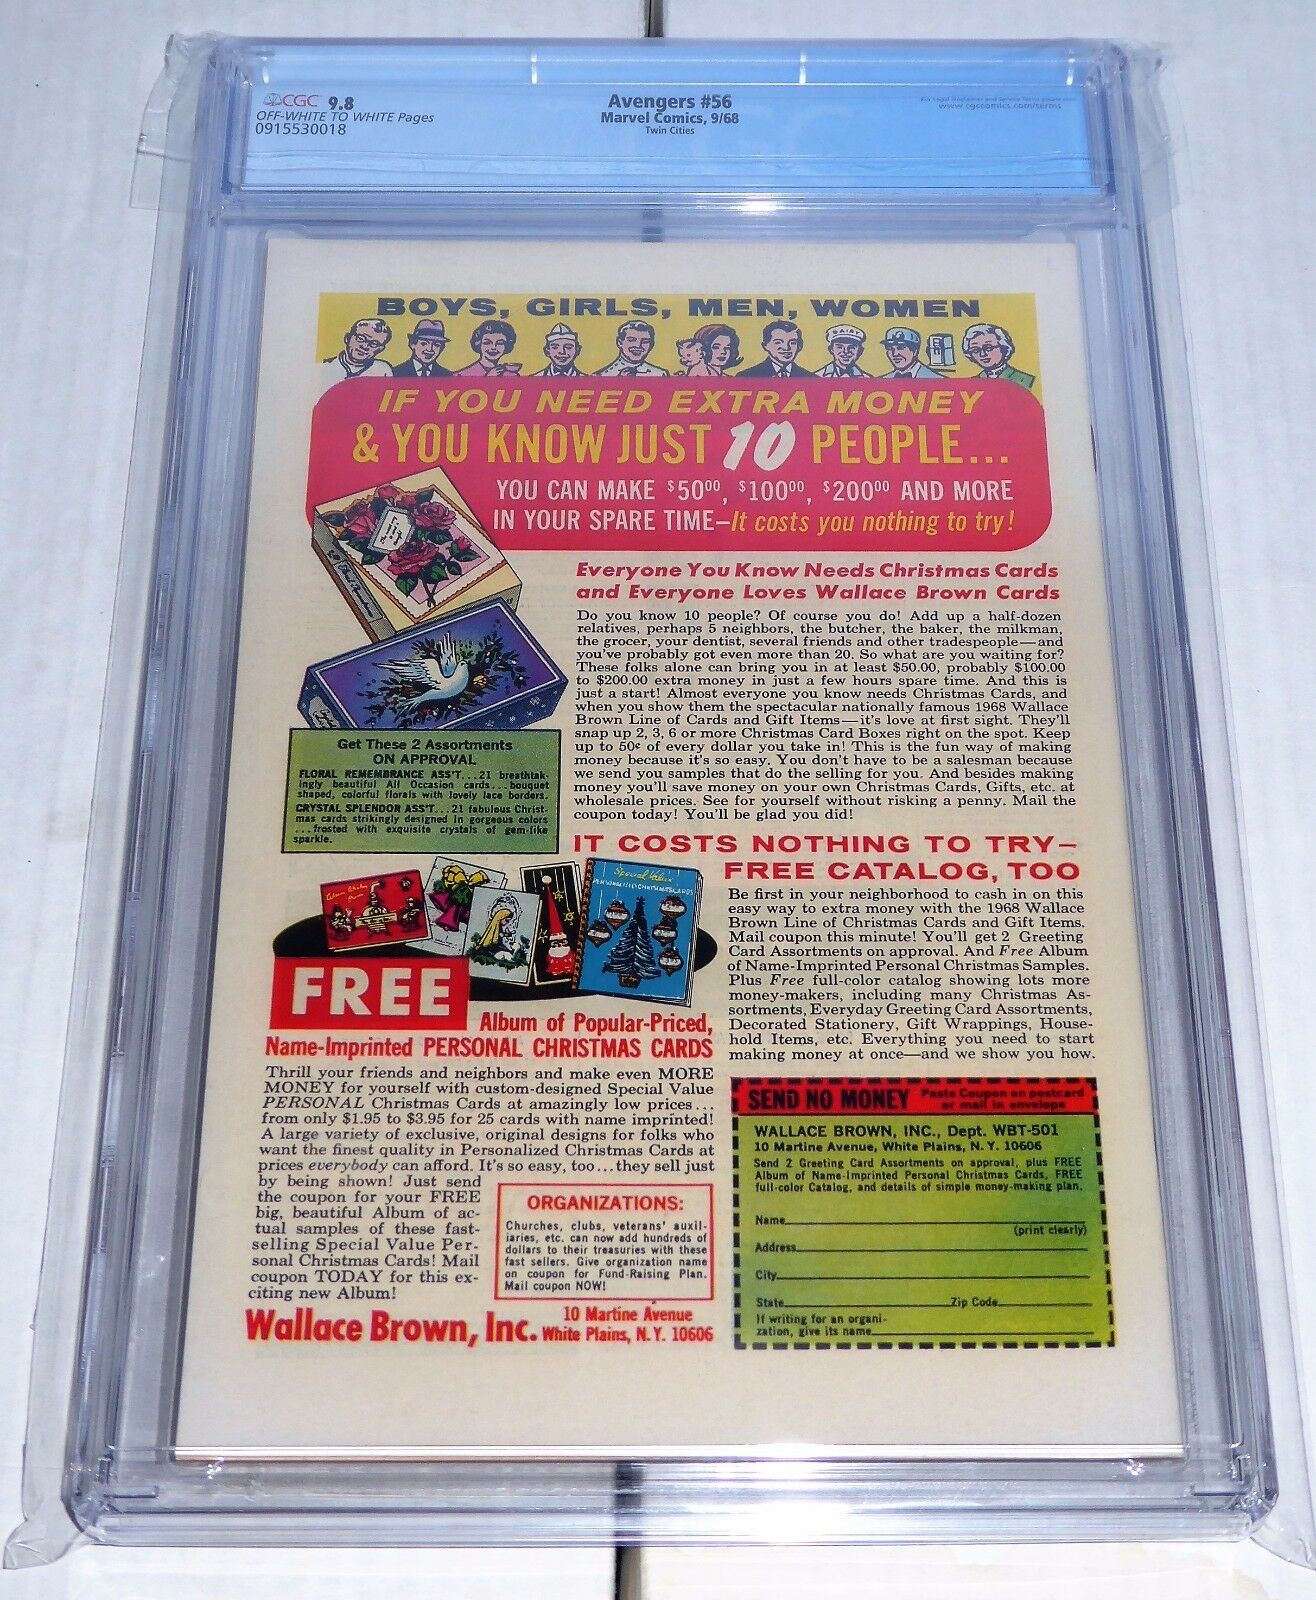 CGC 9.8
OFF-WHITE TO WHITE Pages
0915530018
Avengers #56
Marvel Comics, 9/68
Twin Cities
www.cgccomics.com/terms
BOYS, GIRLS, MEN, WOMEN
DAIRY
IF YOU NEED EXTRA MONEY
& YOU KNOW JUST 10 PEOPLE...
YOU CAN MAKE $50⁰⁰, $100⁰⁰, $200⁰⁰ AND MORE
IN YOUR SPARE TIME—It costs you nothing to try!
Everyone You Know Needs Christmas Cards
and Everyone Loves Wallace Brown Cards
Do you know 10 people? Of course you do! Add up a half-dozen
relatives, perhaps 5 neighbors, the butcher, the baker, the milkman,
the grocer, your dentist, several friends and other tradespeople—and
you've probably got even more than 20. So what are you waiting for?
These folks alone can bring you in at least $50.00, probably $100.00
to $200.00 extra money in just a few hours spare time. And this is
just a start! Almost everyone you know needs Christmas Cards, and
when you show them the spectacular nationally famous 1968 Wallace
Brown Line of Cards and Gift Items—it's love at first sight. They'll
snap up 2, 3, 6 or more Christmas Card Boxes right on the spot. Keep
up to 50¢ of every dollar you take in! This is the fun way of making
money because it's so easy. You don't have to be a salesman because
we send you samples that do the selling for you. And besides making
money you'll save money on your own Christmas Cards, Gifts, etc. at
wholesale prices. See for yourself without risking a penny. Mail the
coupon today! You'll be glad you did!
Get These 2 Assortments
ON APPROVAL
FLORAL REMEMBRANCE ASS'T...21 breathtak-
ingly beautiful All Occasion cards...bouquet
shaped, colorful florals with lovely lace borders.
CRYSTAL SPLENDOR ASS'T...21 fabulous Christ-
mas cards strikingly designed in gorgeous colors
...frosted with exquisite crystals of gem-like
sparkle.
IT COSTS NOTHING TO TRY—
FREE CATALOG, TOO
Be first in your neighborhood to cash in on this
easy way to extra money with the 1968 Wallace
Brown Line of Christmas Cards and Gift Items.
Mail coupon this minute! You'll get 2 Greeting
Card Assortments on approval. And Free Album
of Name-Imprinted Personal Christmas Samples.
Plus Free full-color catalog showing lots more
money-makers, including many Christmas As-
sortments, Everyday Greeting Card Assortments,
Decorated Stationery, Gift Wrappings, House-
hold Items, etc. Everything you need to start
making money at once—and we show you how.
Special Value
PERSONALIZED CHRISTMAS CARDS
FREE
Album of Popular-Priced,
Name-Imprinted PERSONAL CHRISTMAS CARDS
Thrill your friends and neighbors and make even MORE
MONEY for yourself with custom-designed Special Value
PERSONAL Christmas Cards at amazingly low prices...
from only $1.95 to $3.95 for 25 cards with name imprinted!
A large variety of exclusive, original designs for folks who
want the finest quality in Personalized Christmas Cards at
prices everybody can afford. It's so easy, too...they sell just
by being shown! Just send
the coupon for your FREE
big, beautiful Album of ac-
tual samples of these fast-
selling Special Value Per-
sonal Christmas Cards! Mail
coupon TODAY for this ex-
citing new Album!
ORGANIZATIONS:
Churches, clubs, veterans' auxil-
iaries, etc. can now add hundreds of
dollars to their treasuries with these
fast sellers. Give organization name
on coupon for Fund-Raising Plan.
Mail coupon NOW!
Wallace Brown, Inc. 10 Martine Avenue
White Plains, N.Y. 10606
SEND NO MONEY Paste Coupon on postcard
or mail in envelope
WALLACE BROWN, INC., Dept. WBT-501
10 Martine Avenue, White Plains, N.Y. 10606
Send 2 Greeting Card Assortments on approval, plus FREE
Album of Name-Imprinted Personal Christmas Cards, FREE
full-color Catalog, and details of simple money-making plan.
Name
(print clearly)
Address
City
State Zip Code
If writing for an organi-
zation, give its name